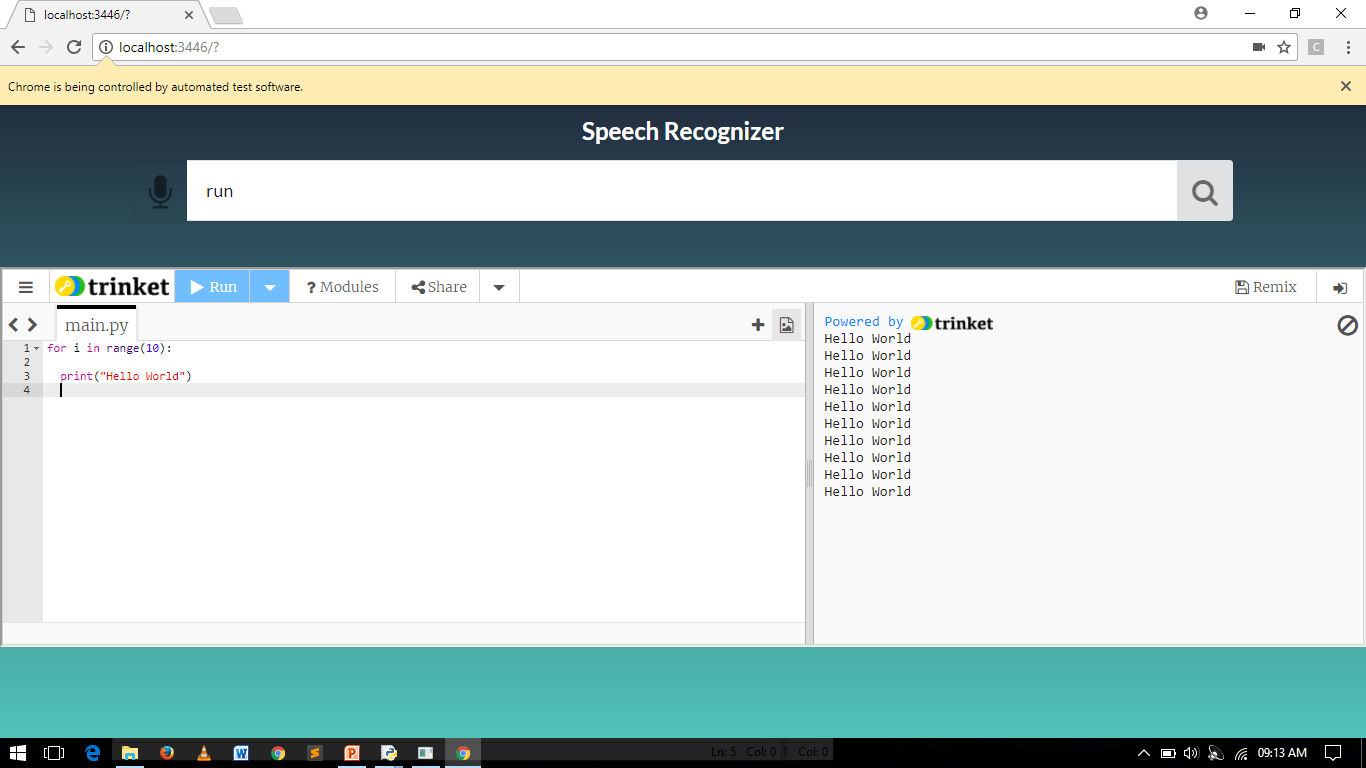 localhost:3446/?
localhost:3446/?
C
Chrome is being controlled by automated test software.
Speech Recognizer
run
trinket Run ? Modules Share Remix
main.py
1 for i in range(10):
2
3 print("Hello World")
4
Powered by trinket
Hello World
Hello World
Hello World
Hello World
Hello World
Hello World
Hello World
Hello World
Hello World
Hello World
Ln: 5 Col: 0 1 Col: 0
09:13 AM